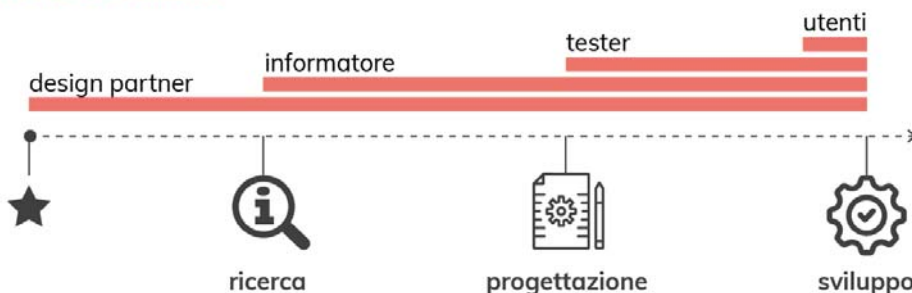 utenti
tester
informatore
design partner
ricerca
progettazione
sviluppo